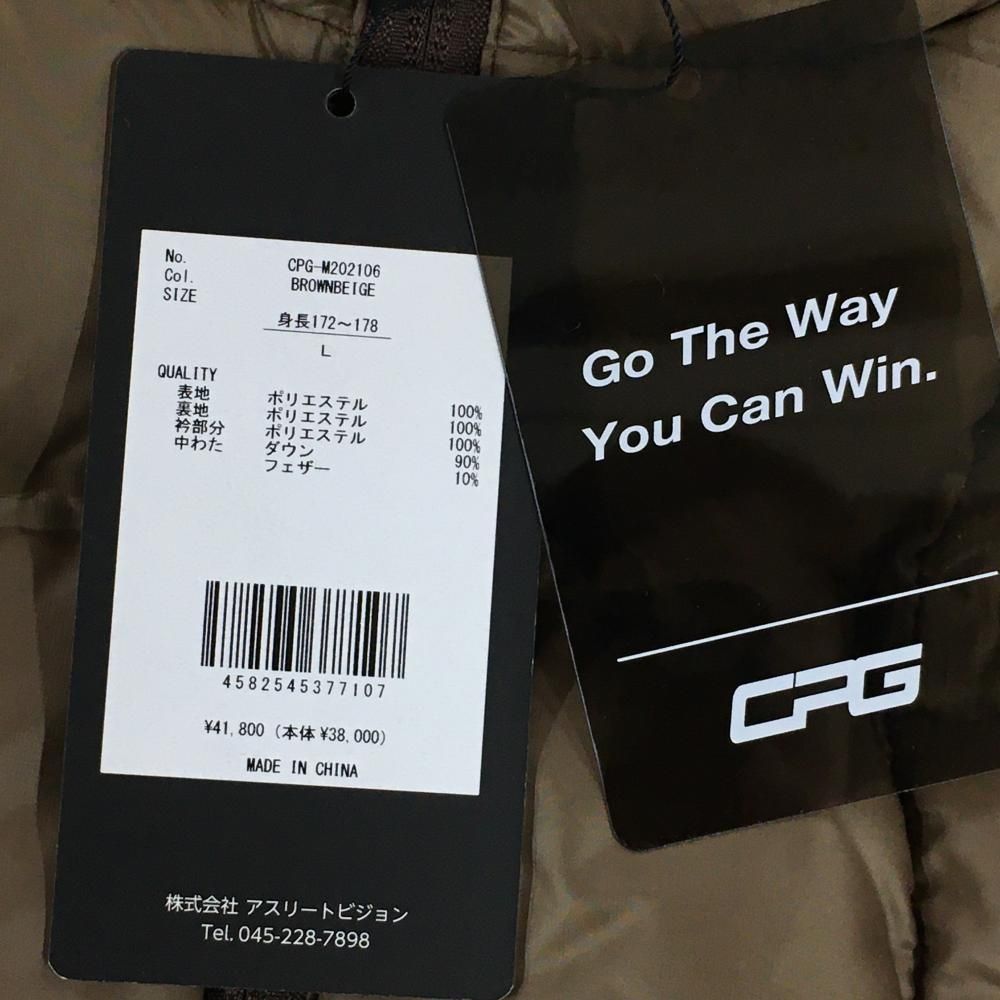 No. CPG-M202106
Col. BROWNBEIGE
SIZE
身長172～178
L
QUALITY
表地 ポリエステル 100%
裏地 ポリエステル 100%
衿部分 ポリエステル 100%
中わた ダウン 90%
フェザー 10%
4582545377107
¥41,800 (本体 ¥38,000)
MADE IN CHINA
株式会社 アスリートビジョン
Tel. 045-228-7898
Go The Way
You Can Win.
CPG